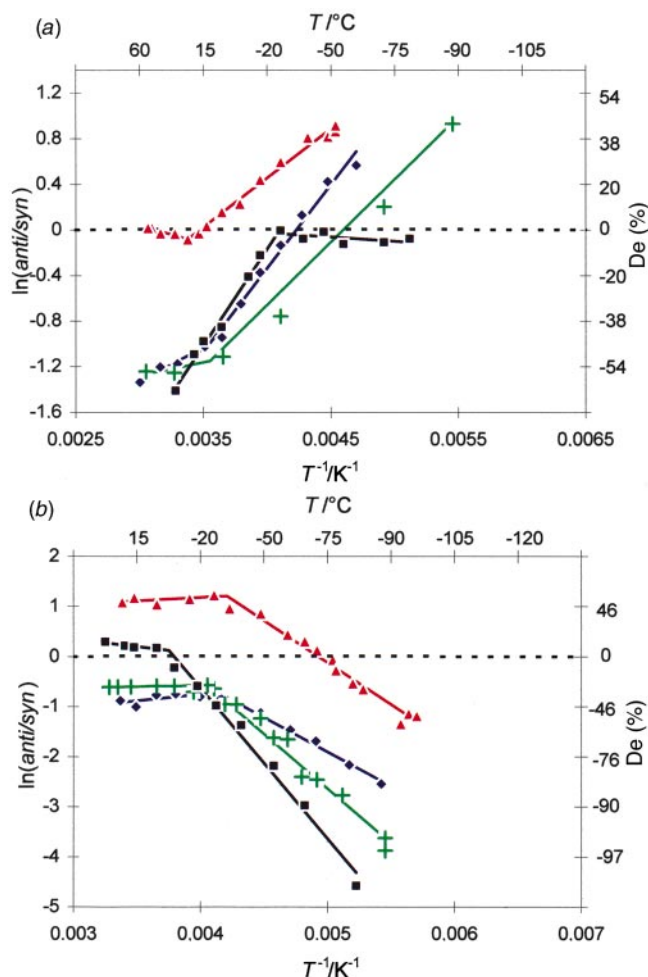 (a)
T /°C
60 15 -20 -50 -75 -90 -105
1.2 54
0.8 38
0.4 20
0 0
-0.4 -20
-0.8 -38
-1.2 -54
-1.6
ln(anti/syn)
De (%)
0.0025 0.0035 0.0045 0.0055 0.0065
T⁻¹/K⁻¹
(b)
T /°C
15 -20 -50 -75 -90 -105 -120
2
1 46
0 0
-1 -46
-2 -76
-3 -90
-4 -97
-5
ln(anti/syn)
De (%)
0.003 0.004 0.005 0.006 0.007
T⁻¹/K⁻¹